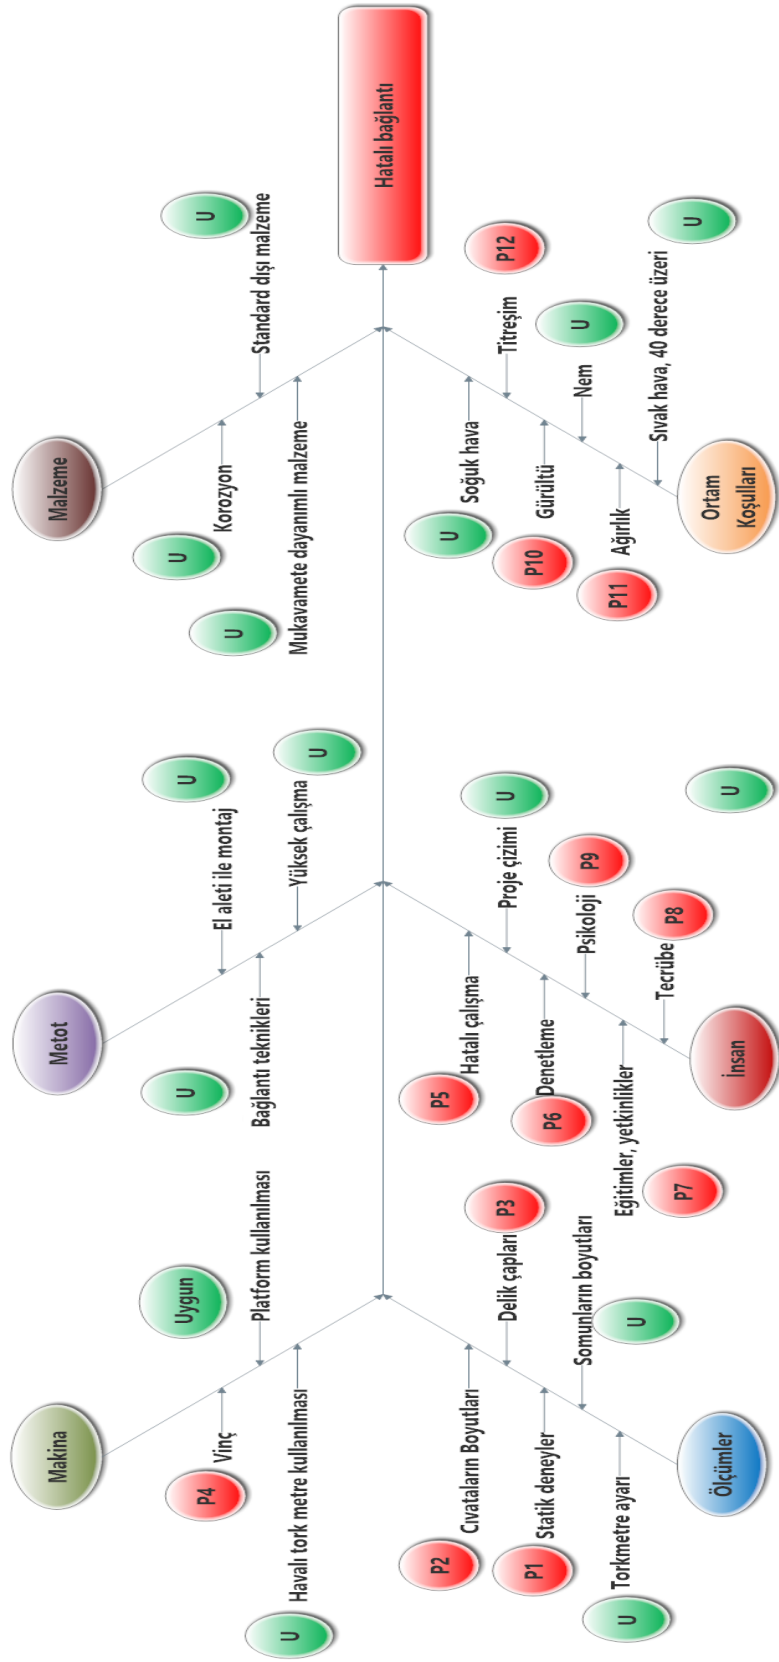 Makina
Metot
Malzeme
Uygun
Platform kullanılması
P4
Vinç
U
Havalı tork metre kullanılması
U
El aleti ile montaj
U
Bağlantı teknikleri
U
Yüksek çalışma
U
Standard dışı malzeme
U
Korozyon
U
Mukavamete dayanımlı malzeme
Hatalı bağlantı
P2
Cıvataların Boyutları
P3
Delik çapları
P1
Statik deneyler
Somunların boyutları
U
U
Torkmetre ayarı
Ölçümler
P5
Hatalı çalışma
U
Proje çizimi
P6
Denetleme
P9
Psikoloji
P7
Eğitimler, yetkinlikler
P8
Tecrübe
U
İnsan
U
Soğuk hava
P12
Titreşim
P10
Gürültü
U
Nem
P11
Ağırlık
U
Sıvak hava, 40 derece üzeri
Ortam
Koşulları